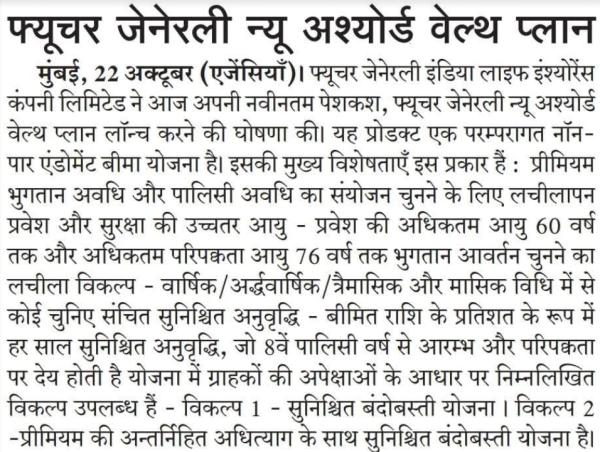 फ्यूचर जेनेरली न्यू अश्योर्ड वेल्थ प्लान
मुंबई, 22 अक्टूबर (एजेंसियाँ)। फ्यूचर जेनेरली इंडिया लाइफ इंश्योरेंस
कंपनी लिमिटेड ने आज अपनी नवीनतम पेशकश, फ्यूचर जेनेरली न्यू अश्योर्ड
वेल्थ प्लान लॉन्च करने की घोषणा की। यह प्रोडक्ट एक परम्परागत नॉन-
पार एंडोमेंट बीमा योजना है। इसकी मुख्य विशेषताएँ इस प्रकार हैं : प्रीमियम
भुगतान अवधि और पालिसी अवधि का संयोजन चुनने के लिए लचीलापन
प्रवेश और सुरक्षा की उच्चतर आयु - प्रवेश की अधिकतम आयु 60 वर्ष
तक और अधिकतम परिपक्वता आयु 76 वर्ष तक भुगतान आवर्तन चुनने का
लचीला विकल्प - वार्षिक/अर्द्धवार्षिक/त्रैमासिक और मासिक विधि में से
कोई चुनिए संचित सुनिश्चित अनुवृद्धि - बीमित राशि के प्रतिशत के रूप में
हर साल सुनिश्चित अनुवृद्धि, जो 8वें पालिसी वर्ष से आरम्भ और परिपक्वता
पर देय होती है योजना में ग्राहकों की अपेक्षाओं के आधार पर निम्नलिखित
विकल्प उपलब्ध हैं - विकल्प 1 - सुनिश्चित बंदोबस्ती योजना । विकल्प 2
-प्रीमियम की अन्तर्निहित अधित्याग के साथ सुनिश्चित बंदोबस्ती योजना है।